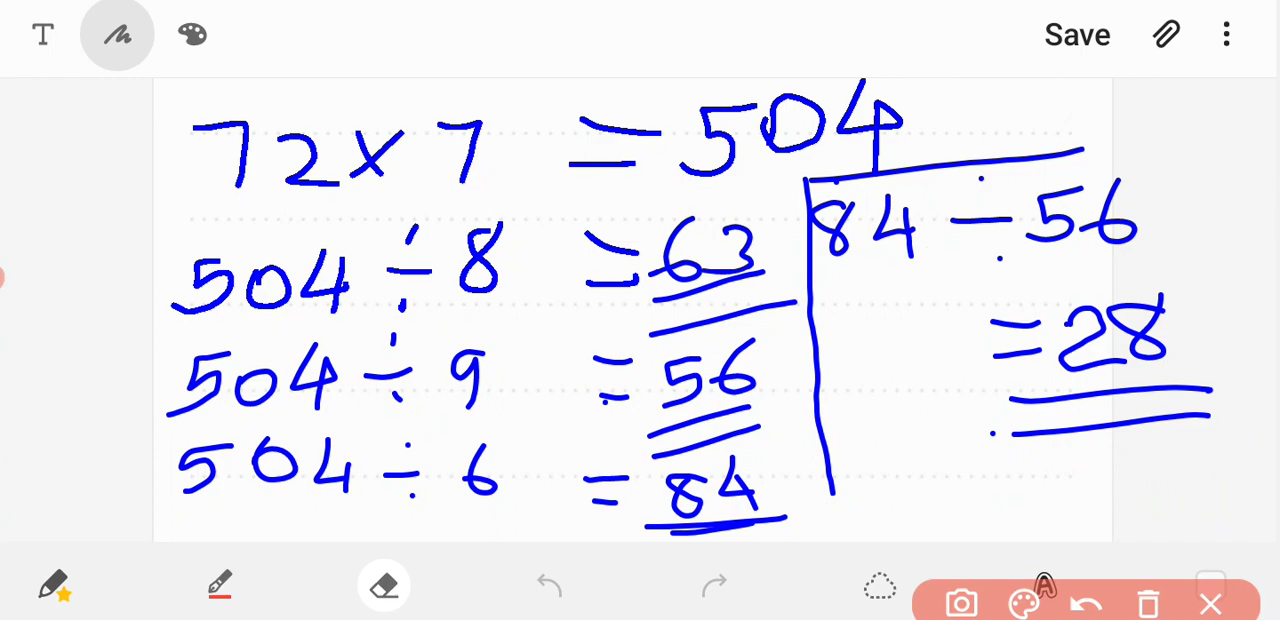 T
Save
72 × 7 = 504
504 ÷ 8 = 63
504 ÷ 9 = 56
504 ÷ 6 = 84
84 ÷ 56
= 28
A